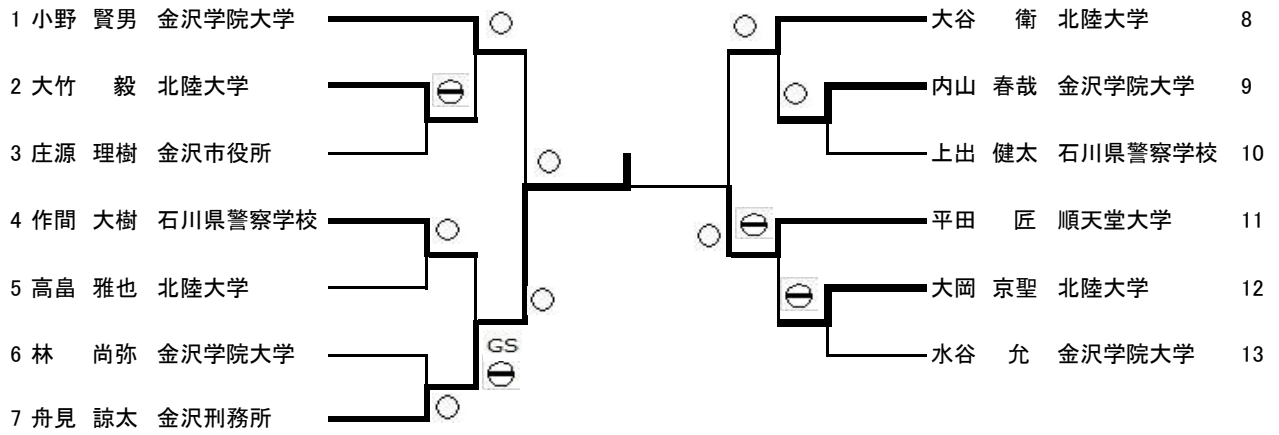 1 小野 賢男 金沢学院大学
2 大竹 毅 北陸大学
3 庄源 理樹 金沢市役所
4 作間 大樹 石川県警察学校
5 高畠 雅也 北陸大学
6 林 尚弥 金沢学院大学
GS
7 舟見 諒太 金沢刑務所
大谷 衛 北陸大学 8
内山 春哉 金沢学院大学 9
上出 健太 石川県警察学校 10
平田 匠 順天堂大学 11
大岡 京聖 北陸大学 12
水谷 允 金沢学院大学 13